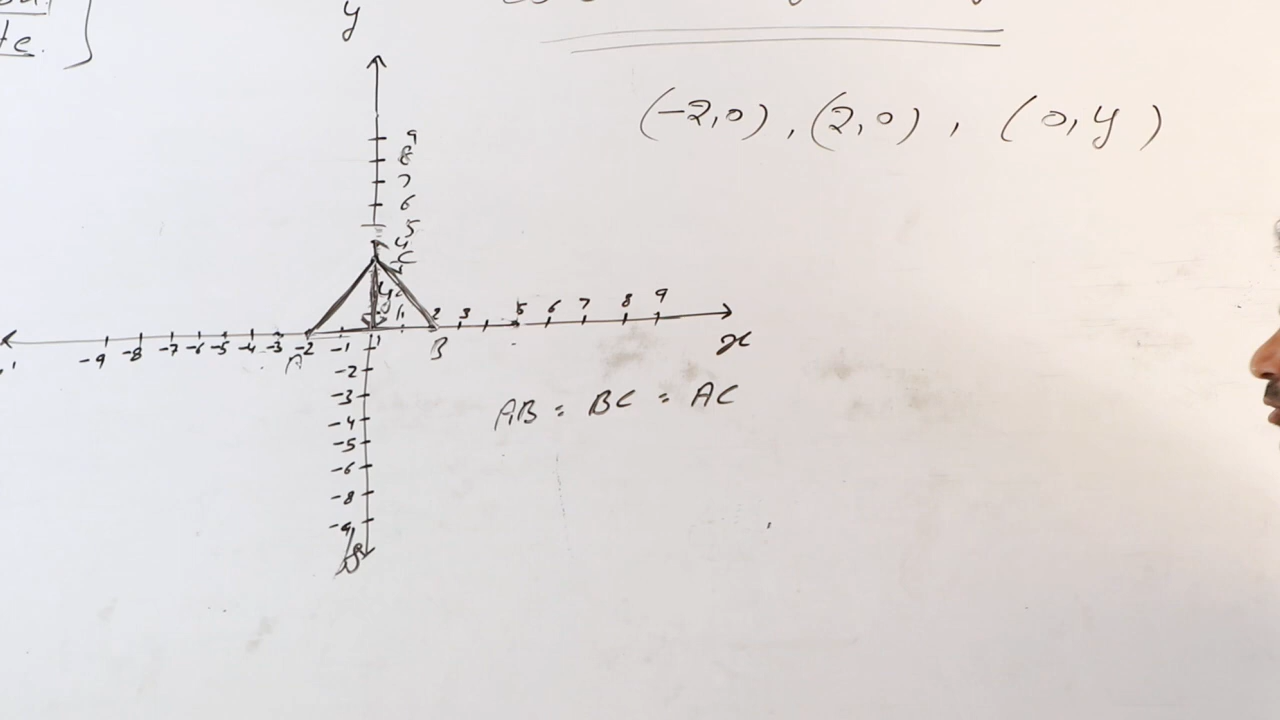 te.
y
(-2,0), (2,0), (0, y)
9
8
7
6
5
4
C
y
1 2 3 5 6 7 8 9
-9 -8 -7 -6 -5 -4 -3 -2 -1
A B x
-2
-3
-4
-5
-6
-8
-9
AB = BC = AC